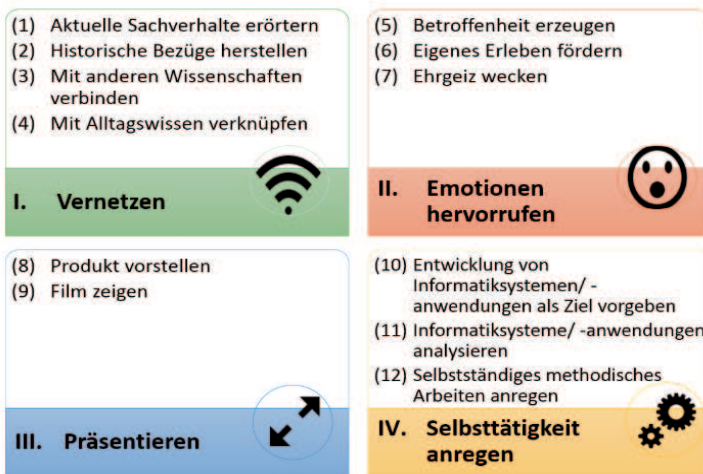 (1) Aktuelle Sachverhalte erörtern
(2) Historische Bezüge herstellen
(3) Mit anderen Wissenschaften
verbinden
(4) Mit Alltagswissen verknüpfen
I. Vernetzen
(5) Betroffenheit erzeugen
(6) Eigenes Erleben fördern
(7) Ehrgeiz wecken
II. Emotionen
hervorrufen
(8) Produkt vorstellen
(9) Film zeigen
III. Präsentieren
(10) Entwicklung von
Informatiksystemen/ -
anwendungen als Ziel vorgeben
(11) Informatiksysteme/ -anwendungen
analysieren
(12) Selbstständiges methodisches
Arbeiten anregen
IV. Selbsttätigkeit
anregen